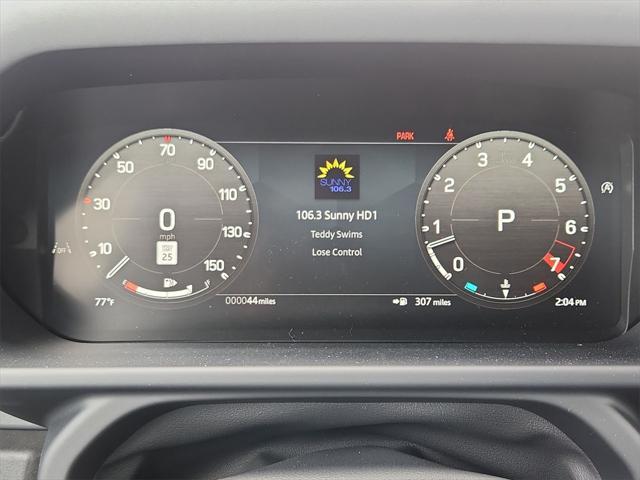 PARK
10
30
50
70
90
110
130
150
0
mph
25
OFF
77°F
000044 miles
SUNNY
106.3
106.3 Sunny HD1
Teddy Swims
Lose Control
307 miles
0
1
2
3
4
5
6
7
P
A
2:04 PM